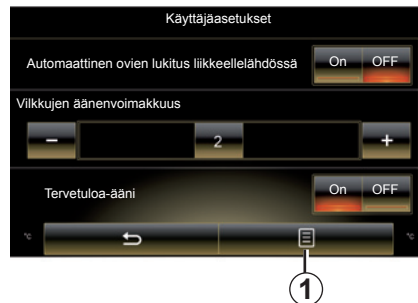 Käyttäjäasetukset
Automaattinen ovien lukitus liikkeellelähdössä On OFF
Vilkkujen äänenvoimakkuus
− 2 +
Tervetuloa-ääni On OFF
°C °C
1